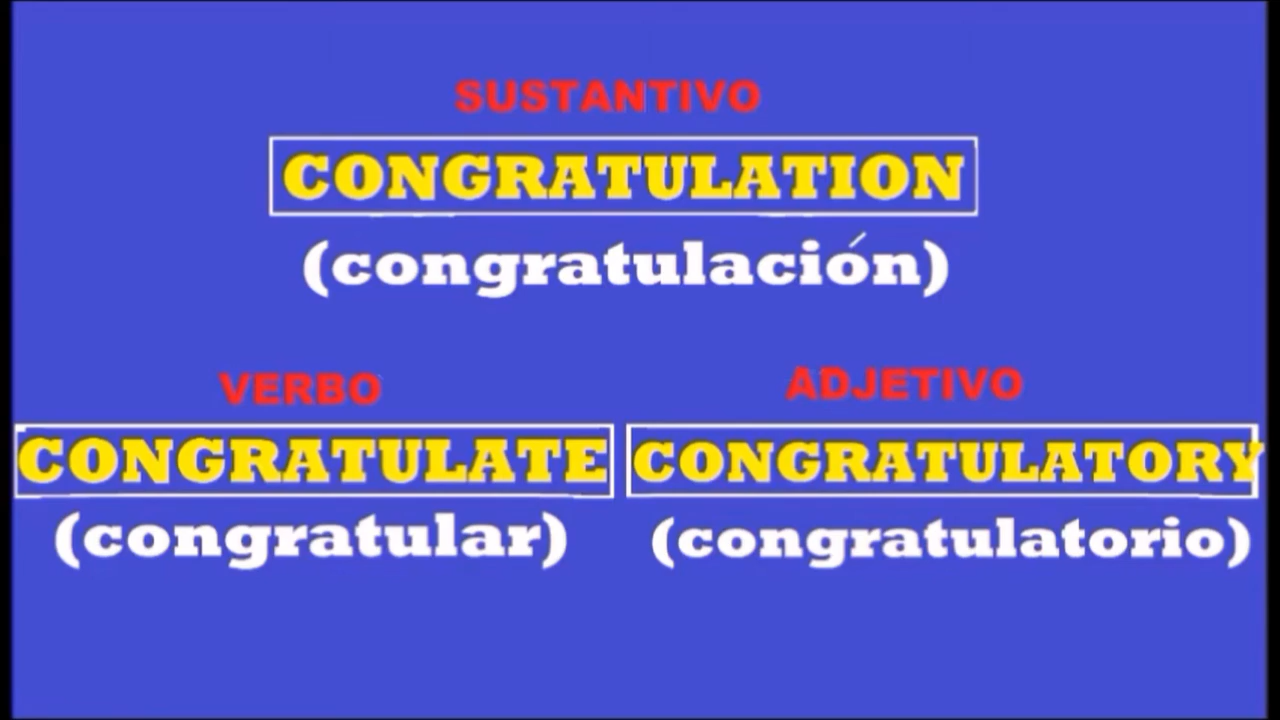 SUSTANTIVO
CONGRATULATION
(congratulación)
VERBO
CONGRATULATE
(congratular)
ADJETIVO
CONGRATULATORY
(congratulatorio)